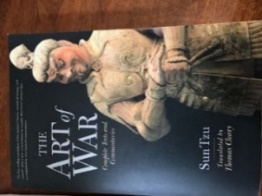 THE
ART of
WAR
Complete Texts and
Commentaries
Sun Tzu
Translated by
Thomas Cleary